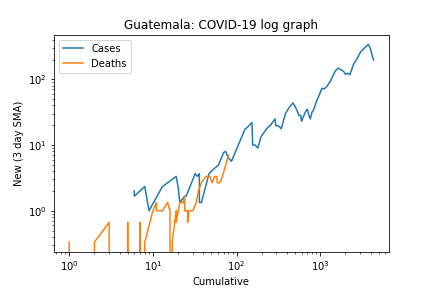 Guatemala: COVID-19 log graph
Cases
Deaths
New (3 day SMA)
10²
10¹
10⁰
10⁰ 10¹ 10² 10³
Cumulative